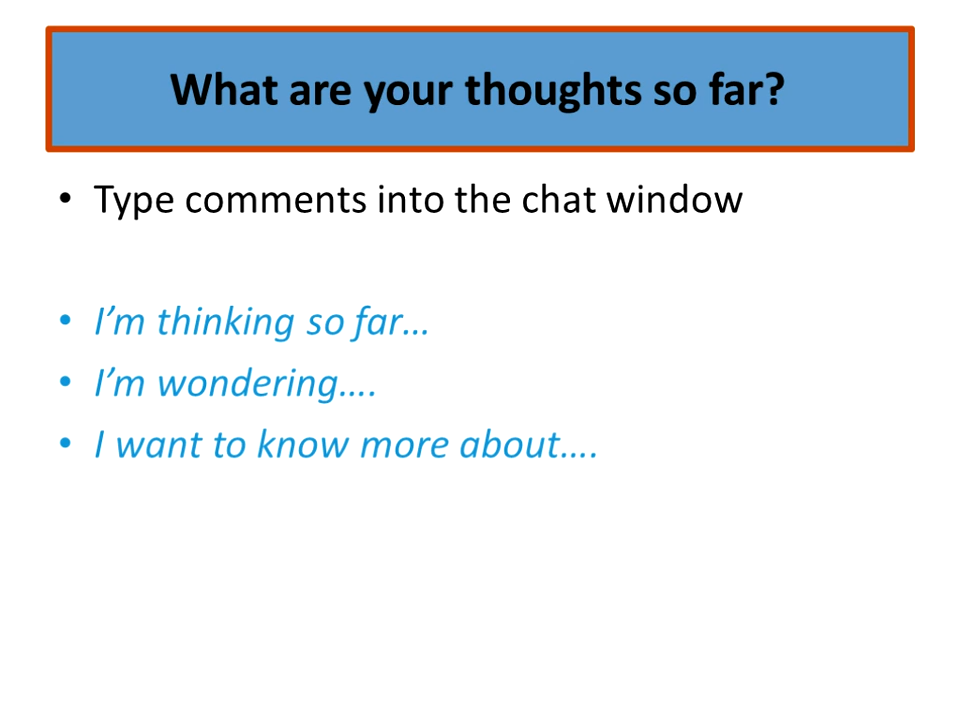 What are your thoughts so far?
• Type comments into the chat window
• I’m thinking so far…
• I’m wondering….
• I want to know more about….